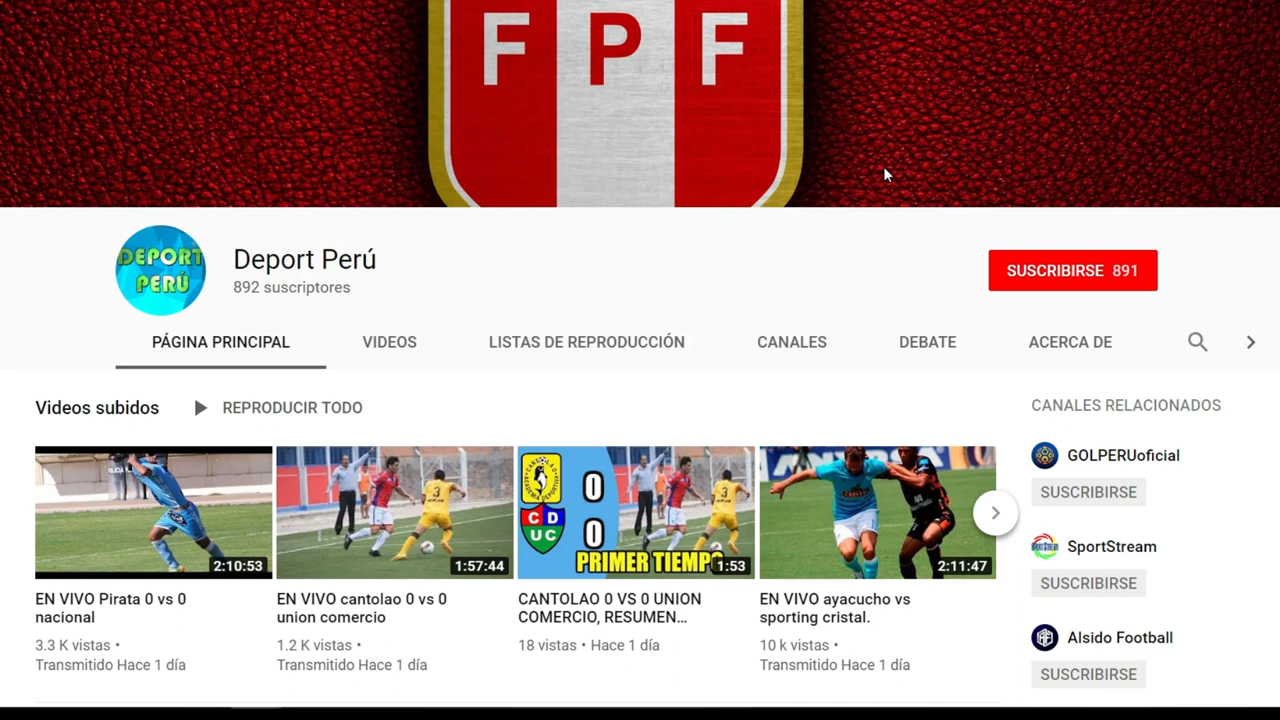 F P F
DEPORT
PERÚ
Deport Perú
892 suscriptores
SUSCRIBIRSE 891
PÁGINA PRINCIPAL
VIDEOS
LISTAS DE REPRODUCCIÓN
CANALES
DEBATE
ACERCA DE
Videos subidos
REPRODUCIR TODO
2:10:53
EN VIVO Pirata 0 vs 0
nacional
3.3 K vistas •
Transmitido Hace 1 día
1:57:44
EN VIVO cantolao 0 vs 0
union comercio
1.2 K vistas •
Transmitido Hace 1 día
0
C D
U C
0
PRIMER TIEMPO
1:53
CANTOLAO 0 VS 0 UNION
COMERCIO, RESUMEN...
18 vistas • Hace 1 día
2:11:47
EN VIVO ayacucho vs
sporting cristal.
10 k vistas •
Transmitido Hace 1 día
CANALES RELACIONADOS
GOLPERUoficial
SUSCRIBIRSE
SportStream
SUSCRIBIRSE
Alsido Football
SUSCRIBIRSE